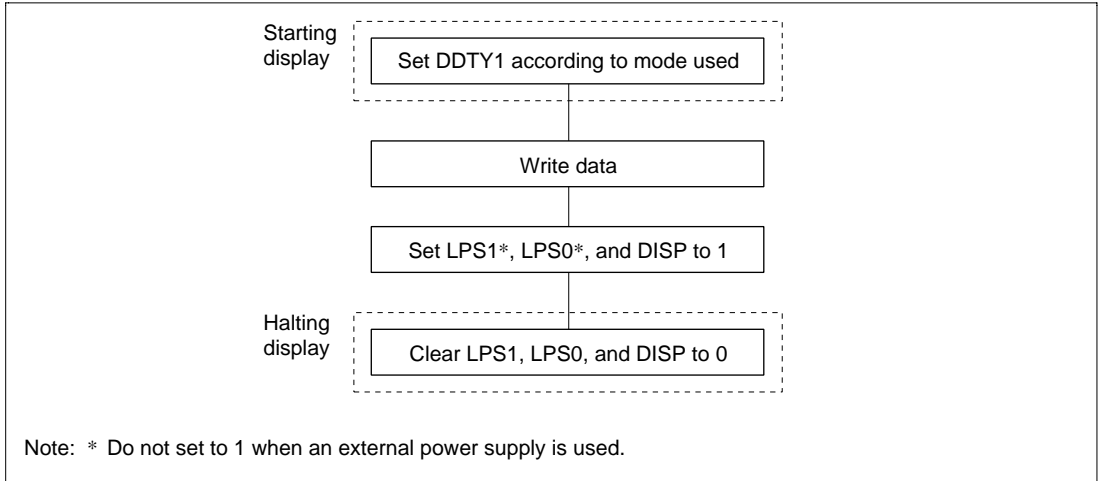 Starting
display
Set DDTY1 according to mode used
Write data
Set LPS1*, LPS0*, and DISP to 1
Halting
display
Clear LPS1, LPS0, and DISP to 0
Note: * Do not set to 1 when an external power supply is used.